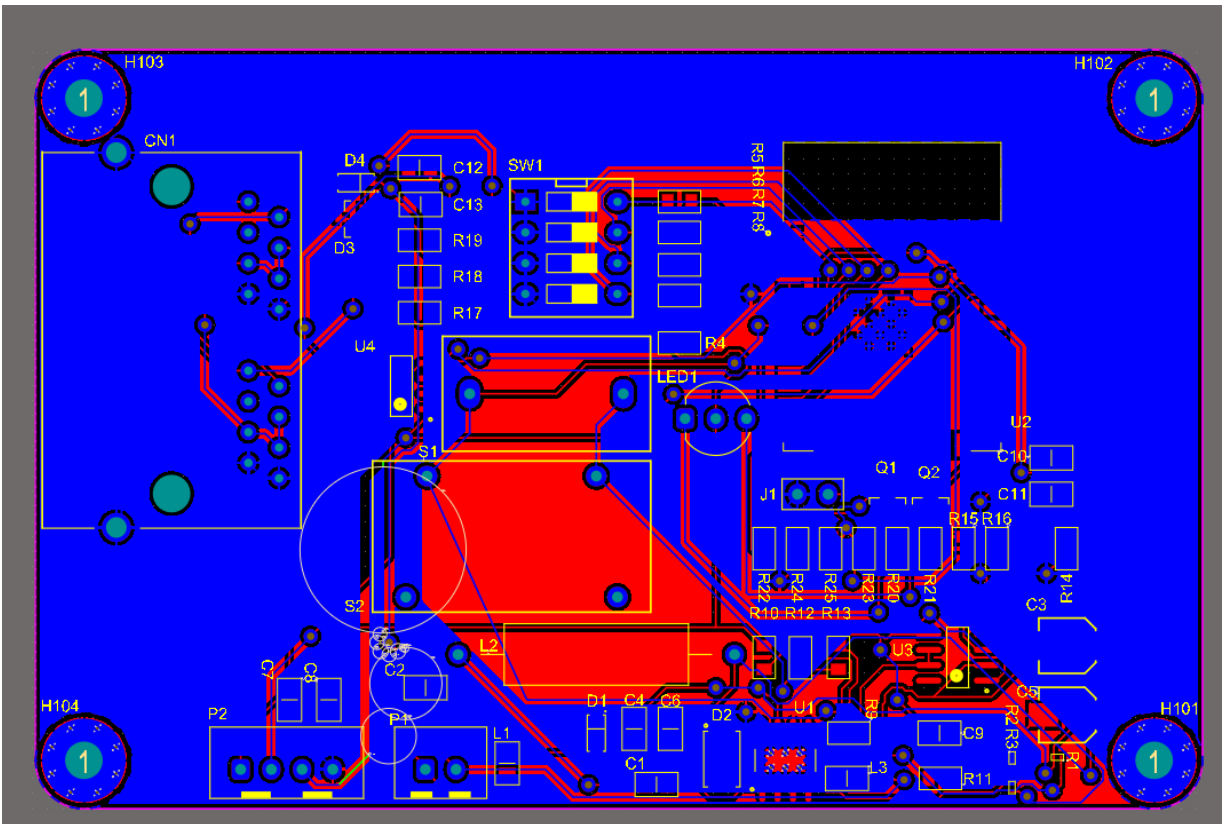 H103
H102
1
1
CN1
D4
C12
SW1
R5
R6
R7
R8
C13
D3
R19
R18
R17
U4
R4
LED1
U2
S1
Q1
Q2
C10
J1
C11
R15
R16
R22
R24
R25
R23
R20
R21
R14
S2
R10
R12
R13
C3
L2
U3
C7
C8
C2
C5
H104
H101
P2
P1
D1
C4
C6
D2
U1
R9
R2
R3
L1
C9
R1
1
1
C1
L3
R11